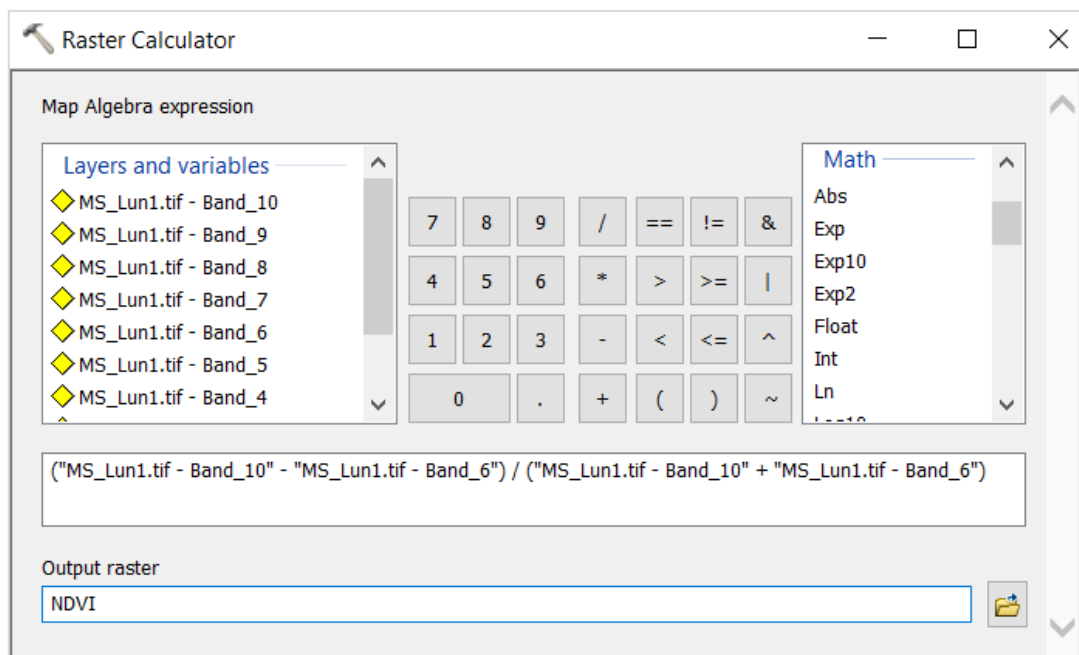 Raster Calculator
Map Algebra expression
Layers and variables
MS_Lun1.tif - Band_10
MS_Lun1.tif - Band_9
MS_Lun1.tif - Band_8
MS_Lun1.tif - Band_7
MS_Lun1.tif - Band_6
MS_Lun1.tif - Band_5
MS_Lun1.tif - Band_4
7 8 9 / == != &
4 5 6 * > >= |
1 2 3 - < <= ^
0 . + ( ) ~
Math
Abs
Exp
Exp10
Exp2
Float
Int
Ln
("MS_Lun1.tif - Band_10" - "MS_Lun1.tif - Band_6") / ("MS_Lun1.tif - Band_10" + "MS_Lun1.tif - Band_6")
Output raster
NDVI